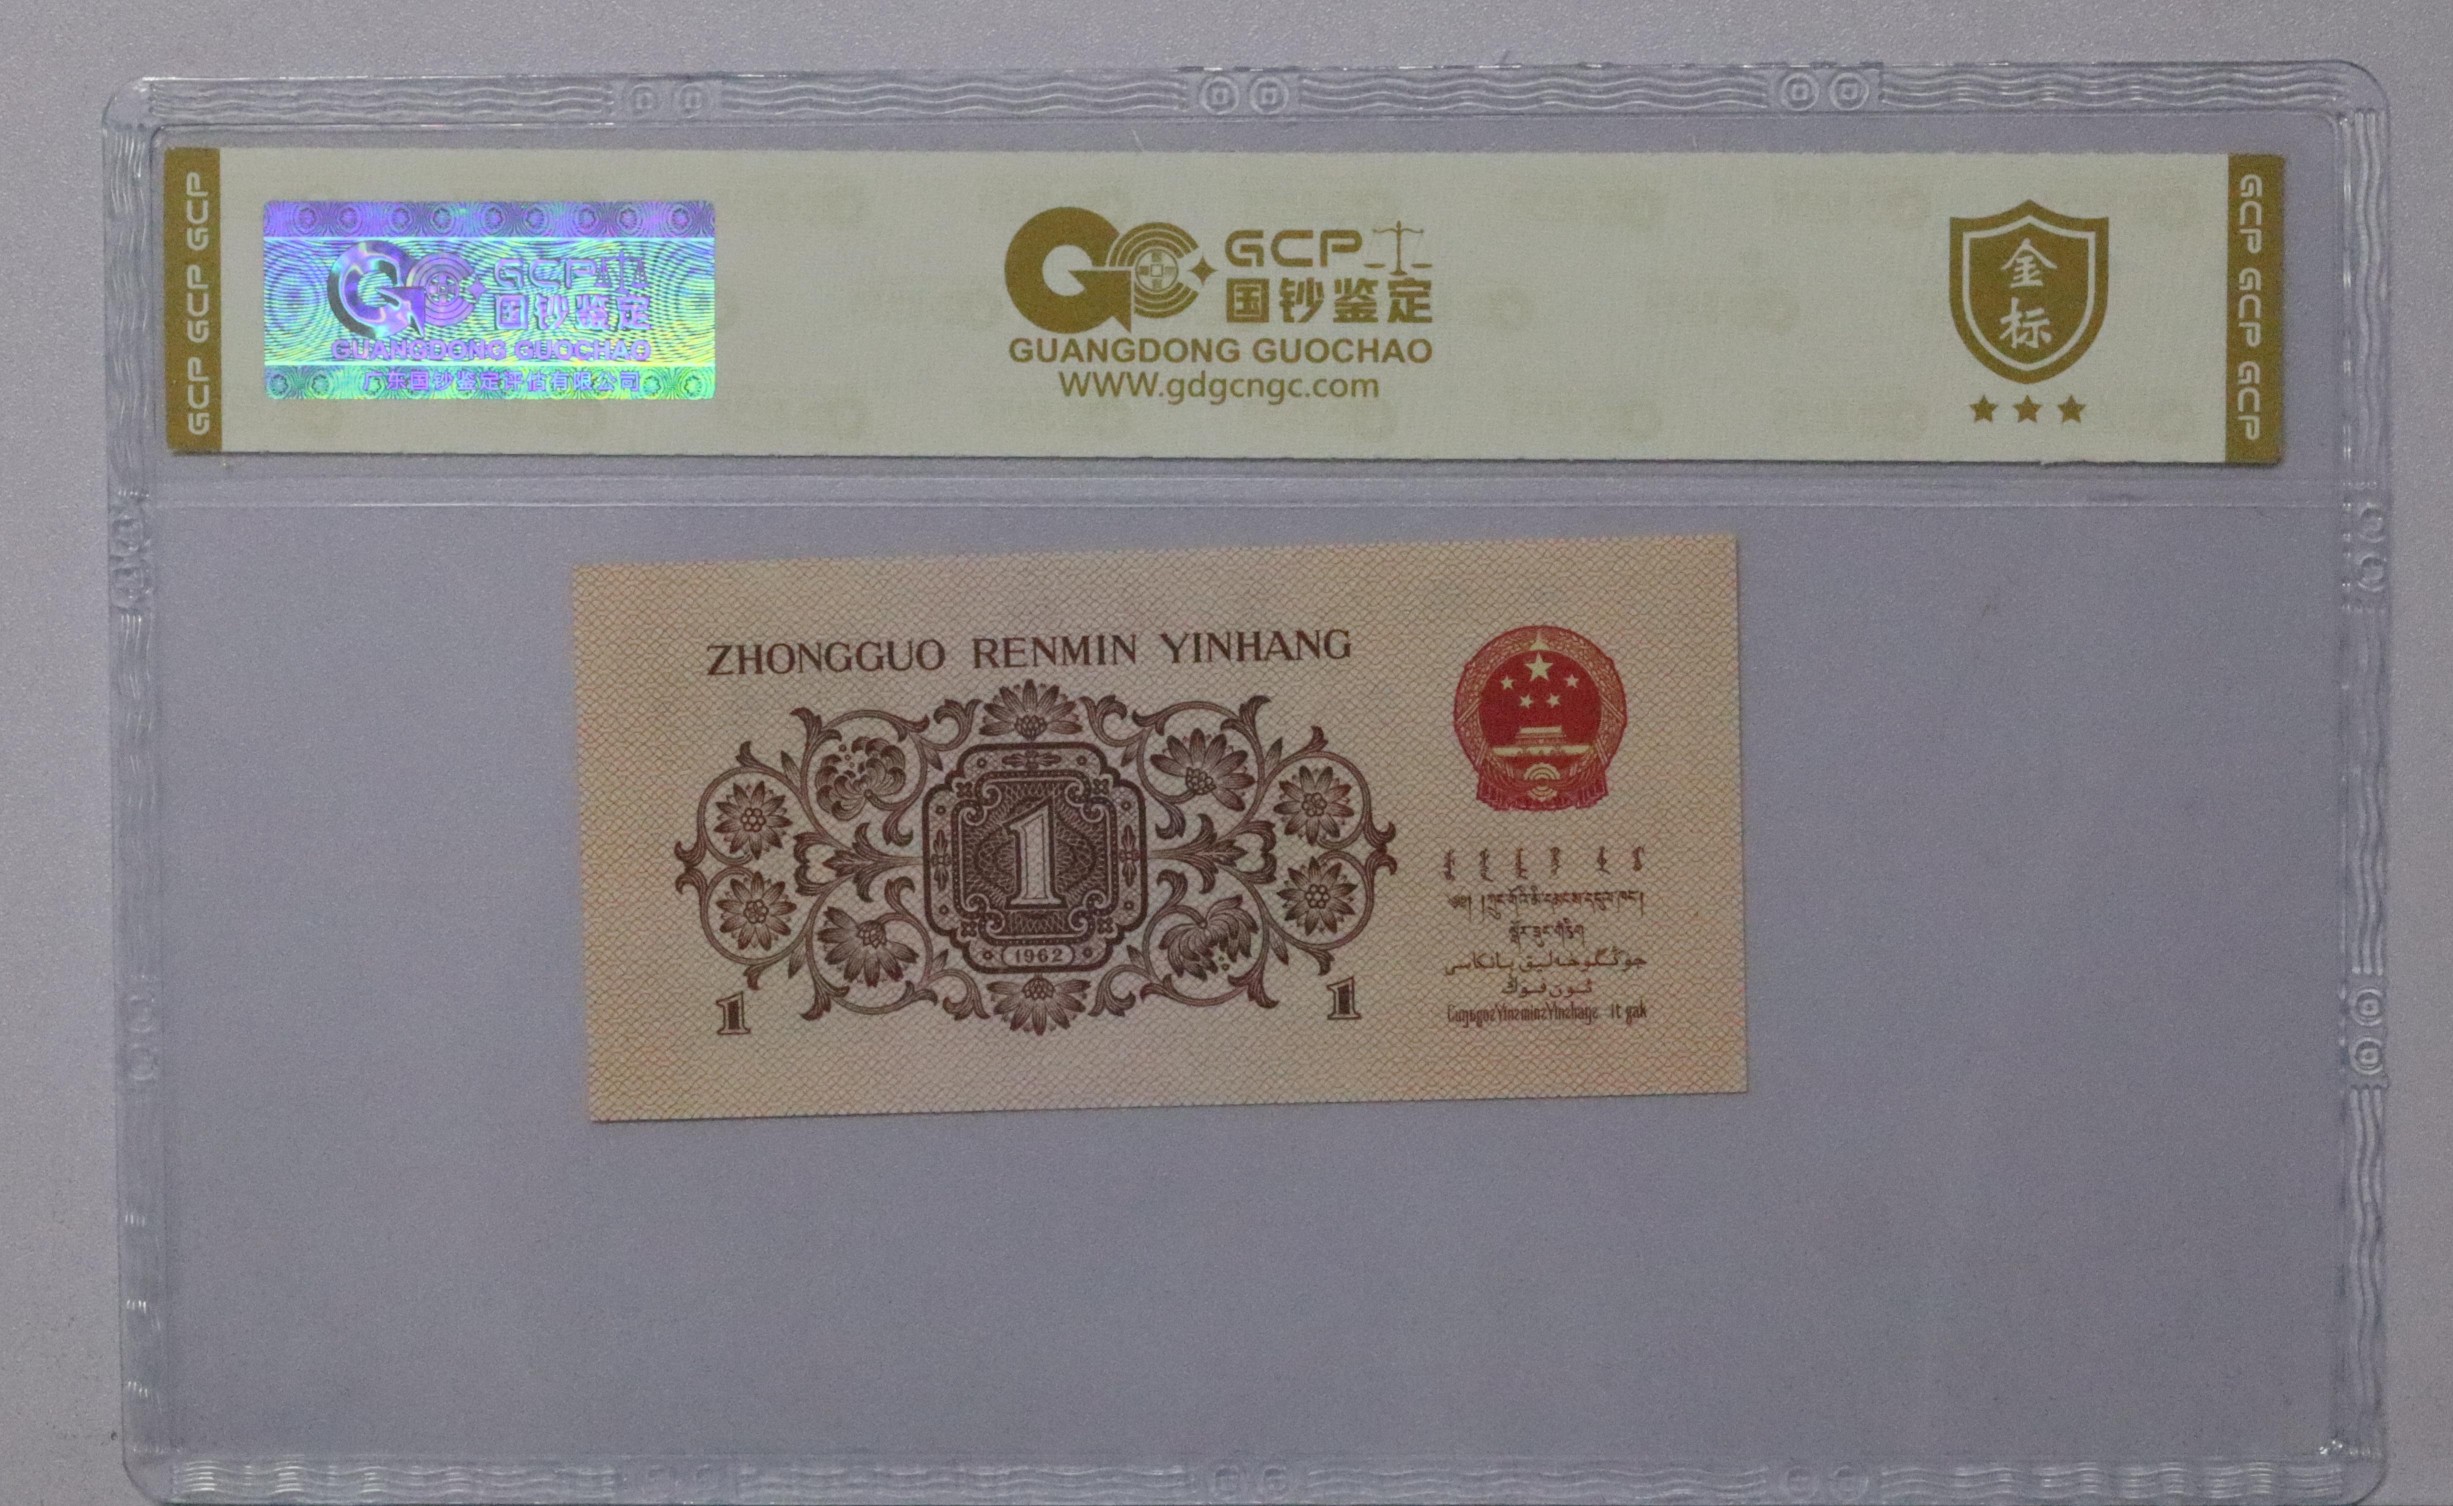 GCP GCP GCP
GCP
国钞鉴定
GUANGDONG GUOCHAO
广东国钞鉴定评估有限公司
GCP
国钞鉴定
GUANGDONG GUOCHAO
WWW.gdgcngc.com
金
标
GCP GCP GCP
ZHONGGUO RENMIN YINHANG
1
1962
1
1
جۇڭگوخەلىق بانكاسى